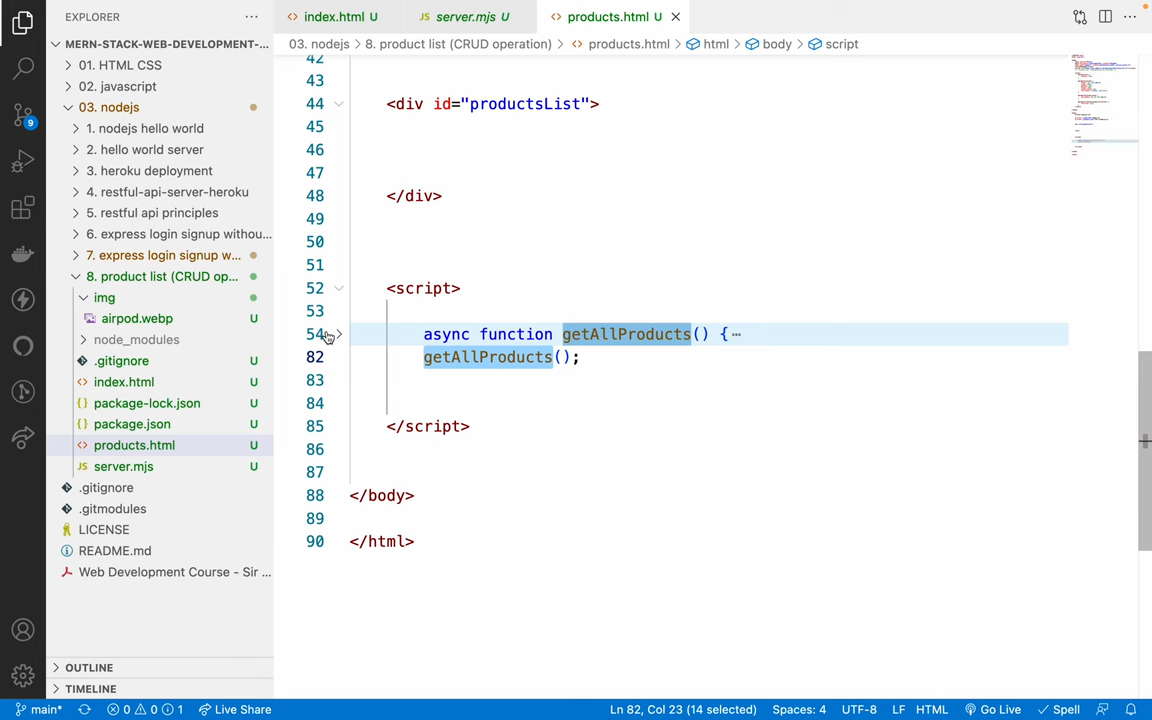 EXPLORER
index.html U
server.mjs U
products.html U
MERN-STACK-WEB-DEVELOPMENT-...
03. nodejs > 8. product list (CRUD operation) > products.html > html > body > script
01. HTML CSS
02. javascript
03. nodejs
1. nodejs hello world
2. hello world server
3. heroku deployment
4. restful-api-server-heroku
5. restful api principles
6. express login signup withou...
7. express login signup w...
8. product list (CRUD op...
img
airpod.webp U
node_modules
.gitignore U
index.html U
package-lock.json U
package.json U
products.html U
server.mjs U
.gitignore
.gitmodules
LICENSE
README.md
Web Development Course - Sir ...
OUTLINE
TIMELINE
9
42
43
44 <div id="productsList">
45
46
47
48 </div>
49
50
51
52 <script>
53
54 async function getAllProducts() {⋯
82 getAllProducts();
83
84
85 </script>
86
87
88 </body>
89
90 </html>
main* 0 0 1 Live Share Ln 82, Col 23 (14 selected) Spaces: 4 UTF-8 LF HTML Go Live Spell